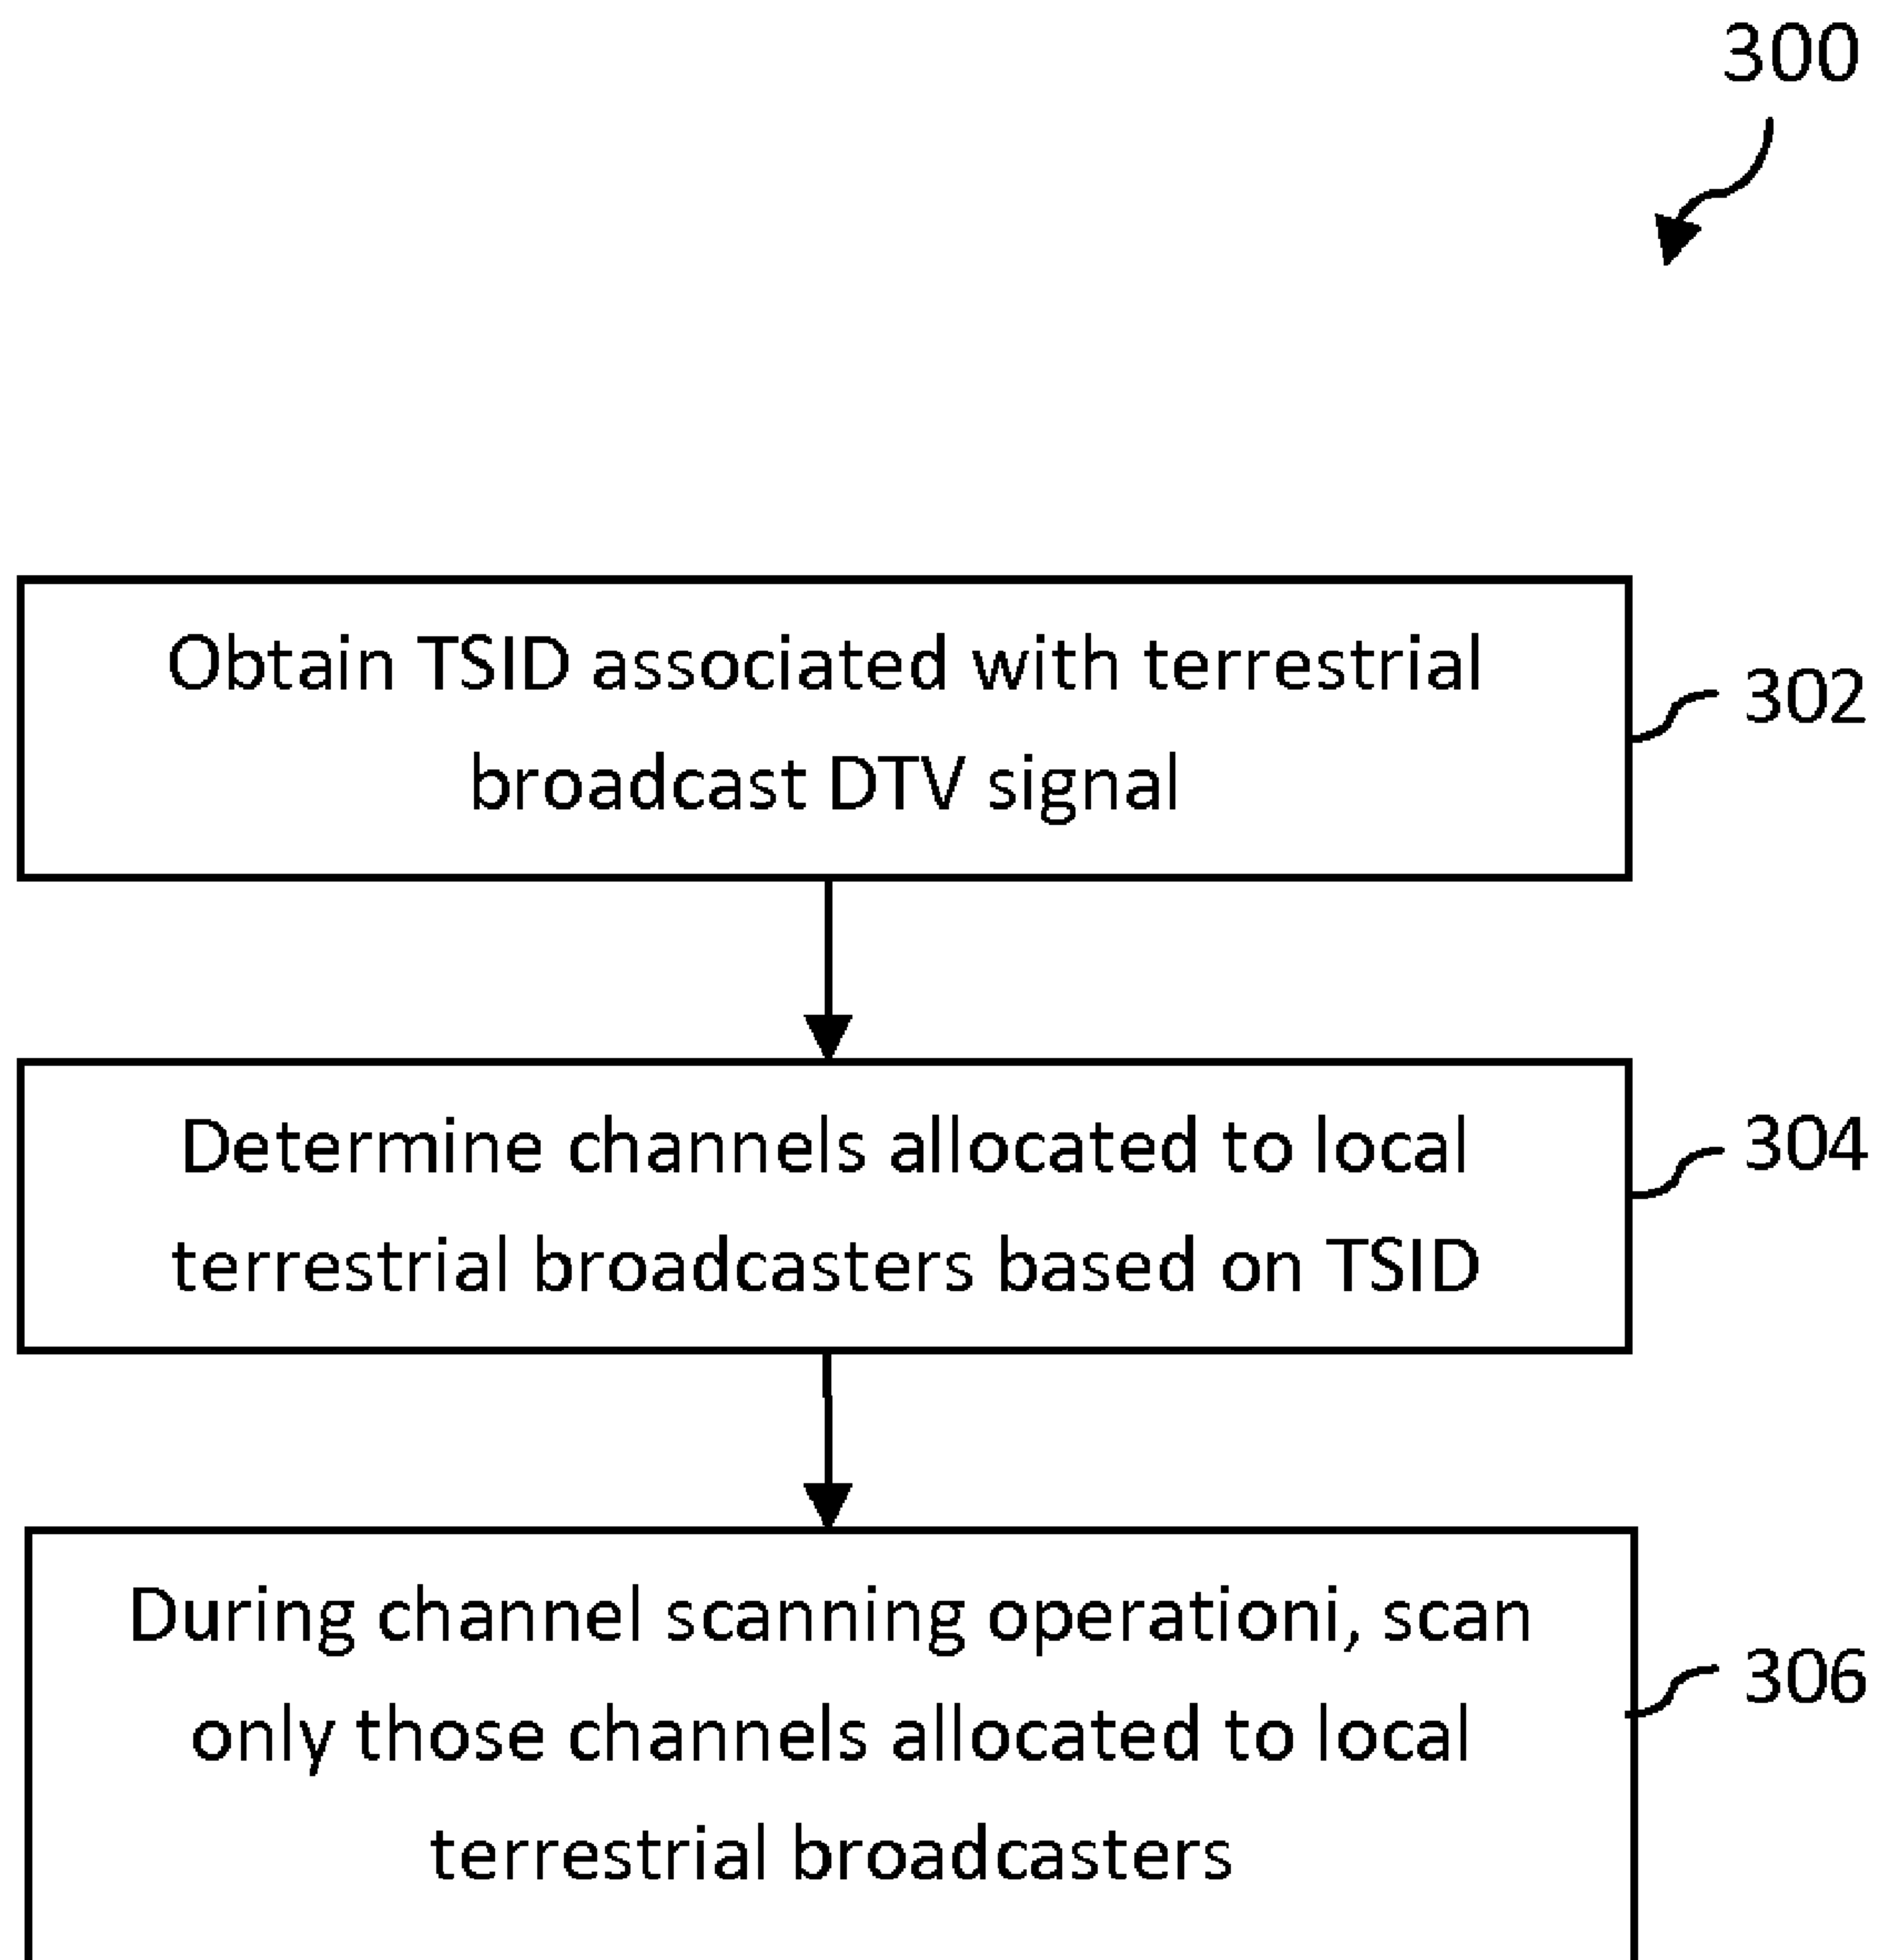 300
Obtain TSID associated with terrestrial
broadcast DTV signal
302
Determine channels allocated to local
terrestrial broadcasters based on TSID
304
During channel scanning operationi, scan
only those channels allocated to local
terrestrial broadcasters
306